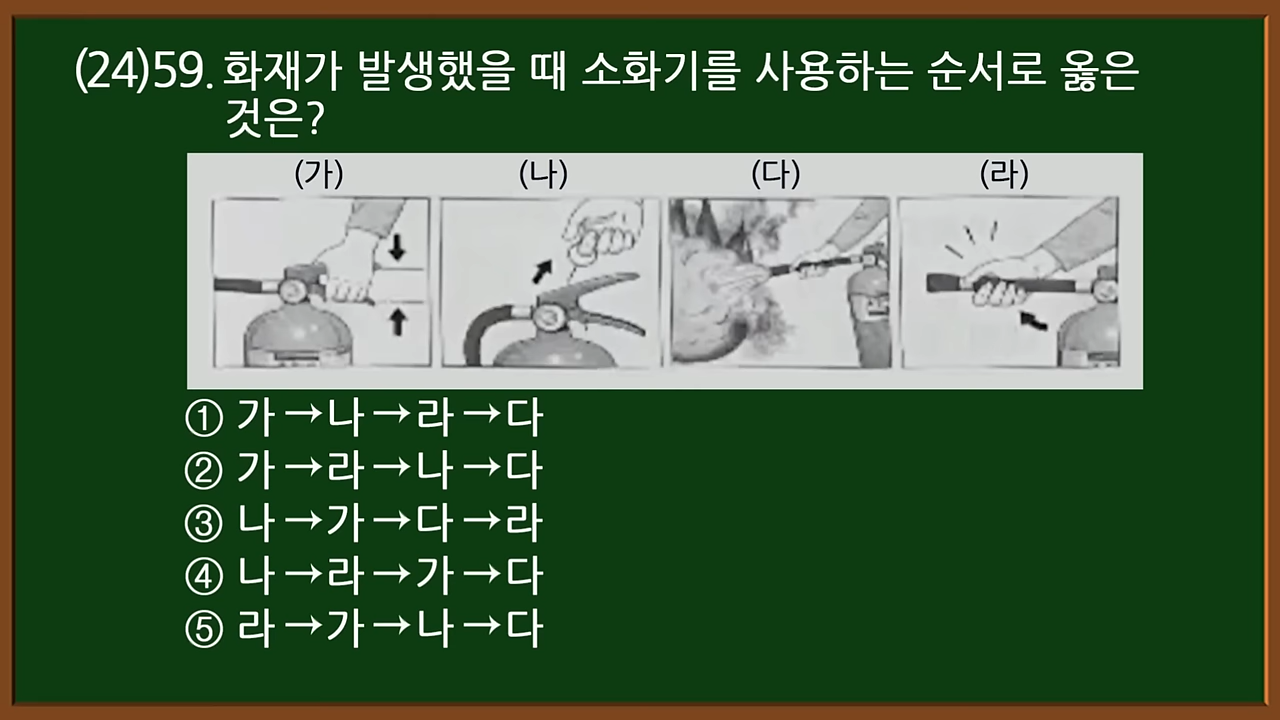 (24)59. 화재가 발생했을 때 소화기를 사용하는 순서로 옳은
것은?
(가) (나) (다) (라)
① 가→나→라→다
② 가→라→나→다
③ 나→가→다→라
④ 나→라→가→다
⑤ 라→가→나→다